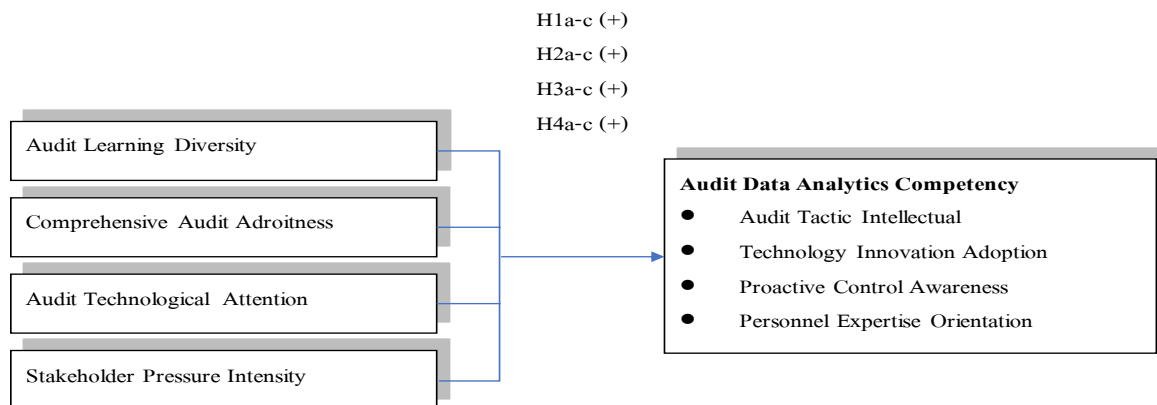 H1a-c (+)
H2a-c (+)
H3a-c (+)
H4a-c (+)
Audit Learning Diversity
Comprehensive Audit Adroitness
Audit Technological Attention
Stakeholder Pressure Intensity
Audit Data Analytics Competency
● Audit Tactic Intellectual
● Technology Innovation Adoption
● Proactive Control Awareness
● Personnel Expertise Orientation